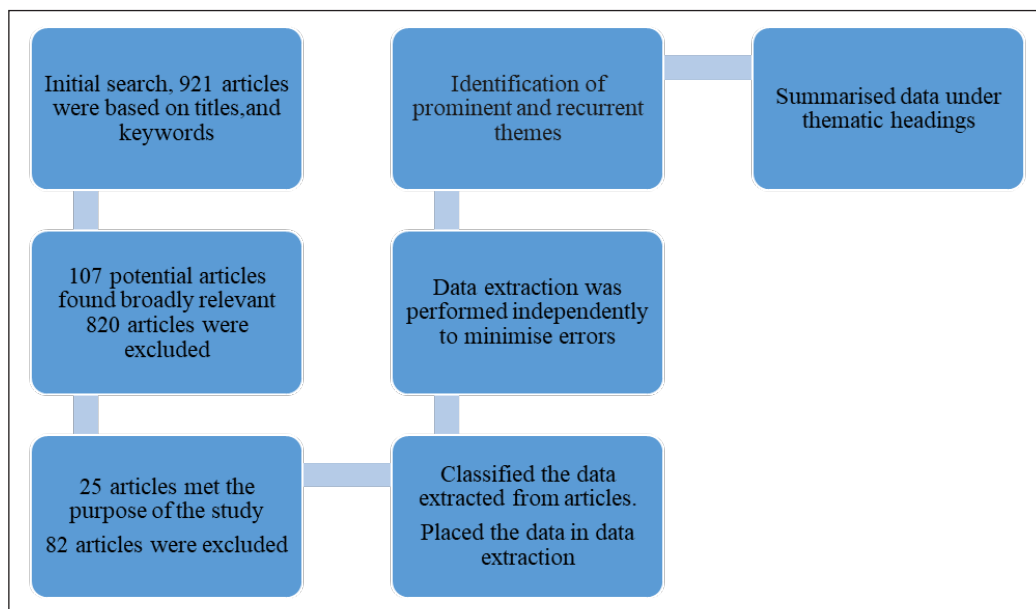 Initial search, 921 articles
were based on titles,and
keywords
107 potential articles
found broadly relevant
820 articles were
excluded
25 articles met the
purpose of the study
82 articles were excluded
Classified the data
extracted from articles.
Placed the data in data
extraction
Data extraction was
performed independently
to minimise errors
Identification of
prominent and recurrent
themes
Summarised data under
thematic headings